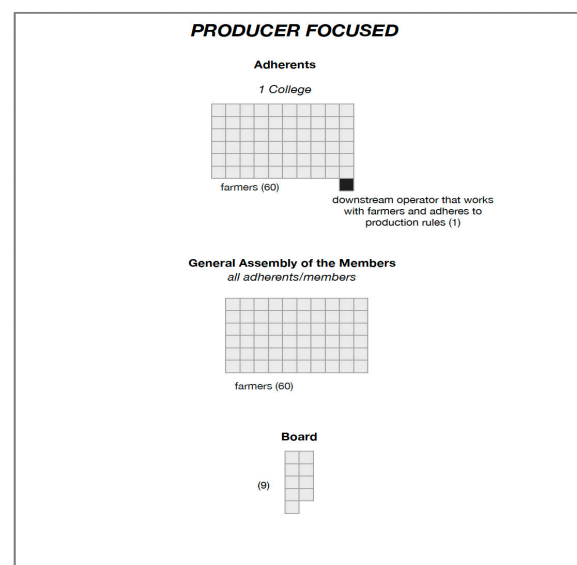 PRODUCER FOCUSED
Adherents
1 College
farmers (60)
downstream operator that works
with farmers and adheres to
production rules (1)
General Assembly of the Members
all adherents/members
farmers (60)
Board
(9)